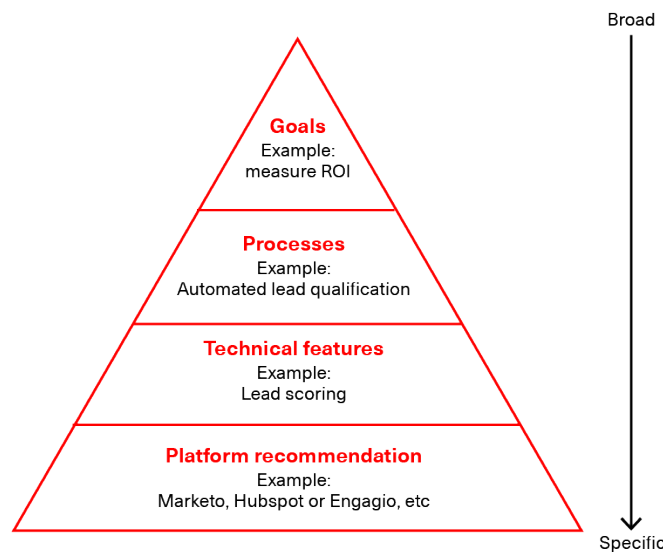 Broad
Goals
Example:
measure ROI
Processes
Example:
Automated lead qualification
Technical features
Example:
Lead scoring
Platform recommendation
Example:
Marketo, Hubspot or Engagio, etc
Specific